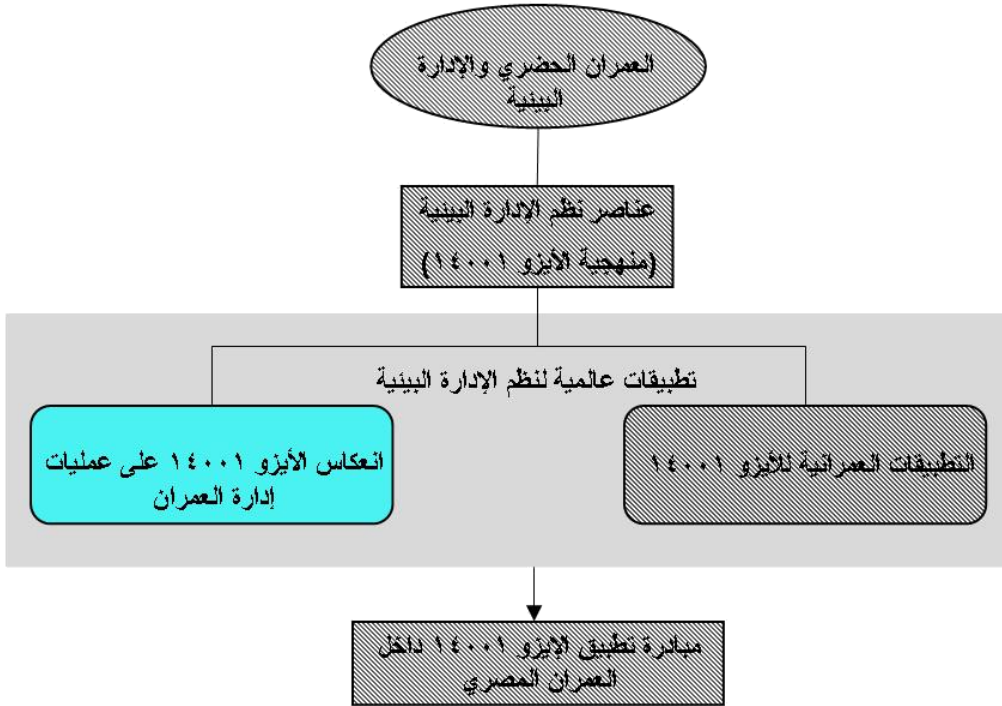 العمران الحضري والإدارة
البيئية
عناصر نظم الإدارة البيئية
(منهجية الأيزو ١٤٠٠١)
تطبيقات عالمية لنظم الإدارة البيئية
التطبيقات العمرانية للأيزو ١٤٠٠١
انعكاس الأيزو ١٤٠٠١ على عمليات
إدارة العمران
مبادرة تطبيق الإيزو ١٤٠٠١ داخل
العمران المصري